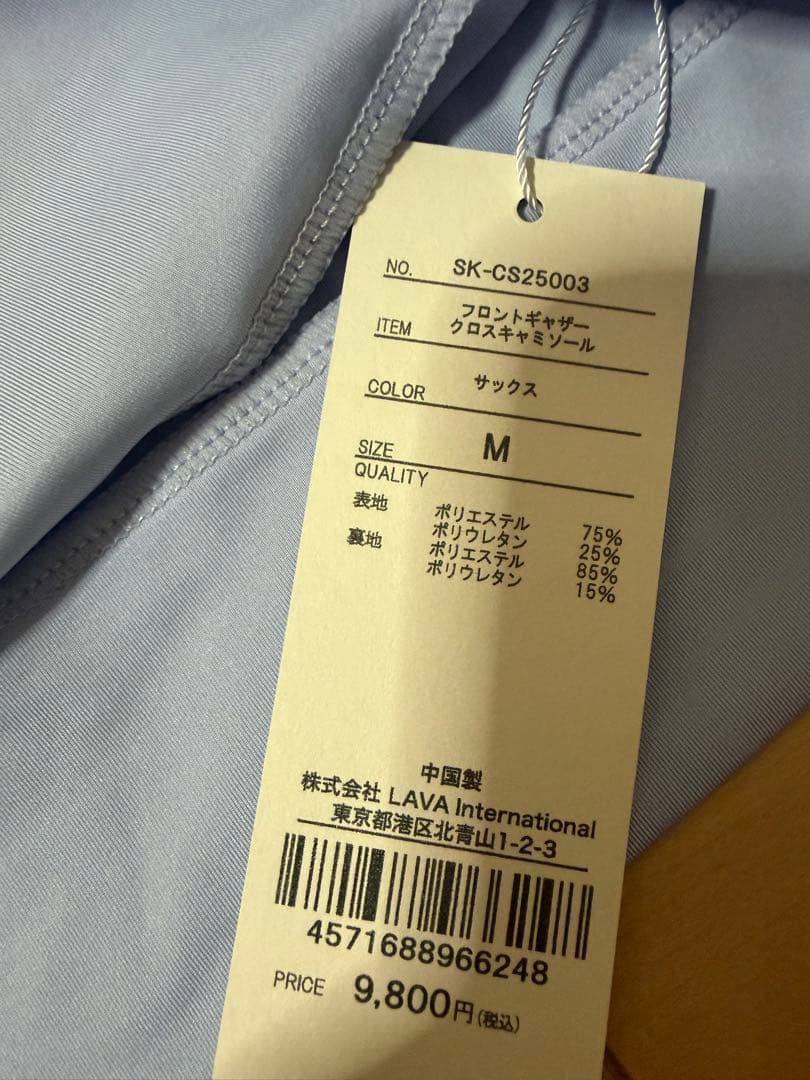 NO. SK-CS25003
ITEM フロントギャザー
クロスキャミソール
COLOR サックス
SIZE M
QUALITY
表地 ポリエステル 75%
ポリウレタン 25%
裏地 ポリエステル 85%
ポリウレタン 15%
中国製
株式会社 LAVA International
東京都港区北青山1-2-3
4571688966248
PRICE 9,800円(税込)